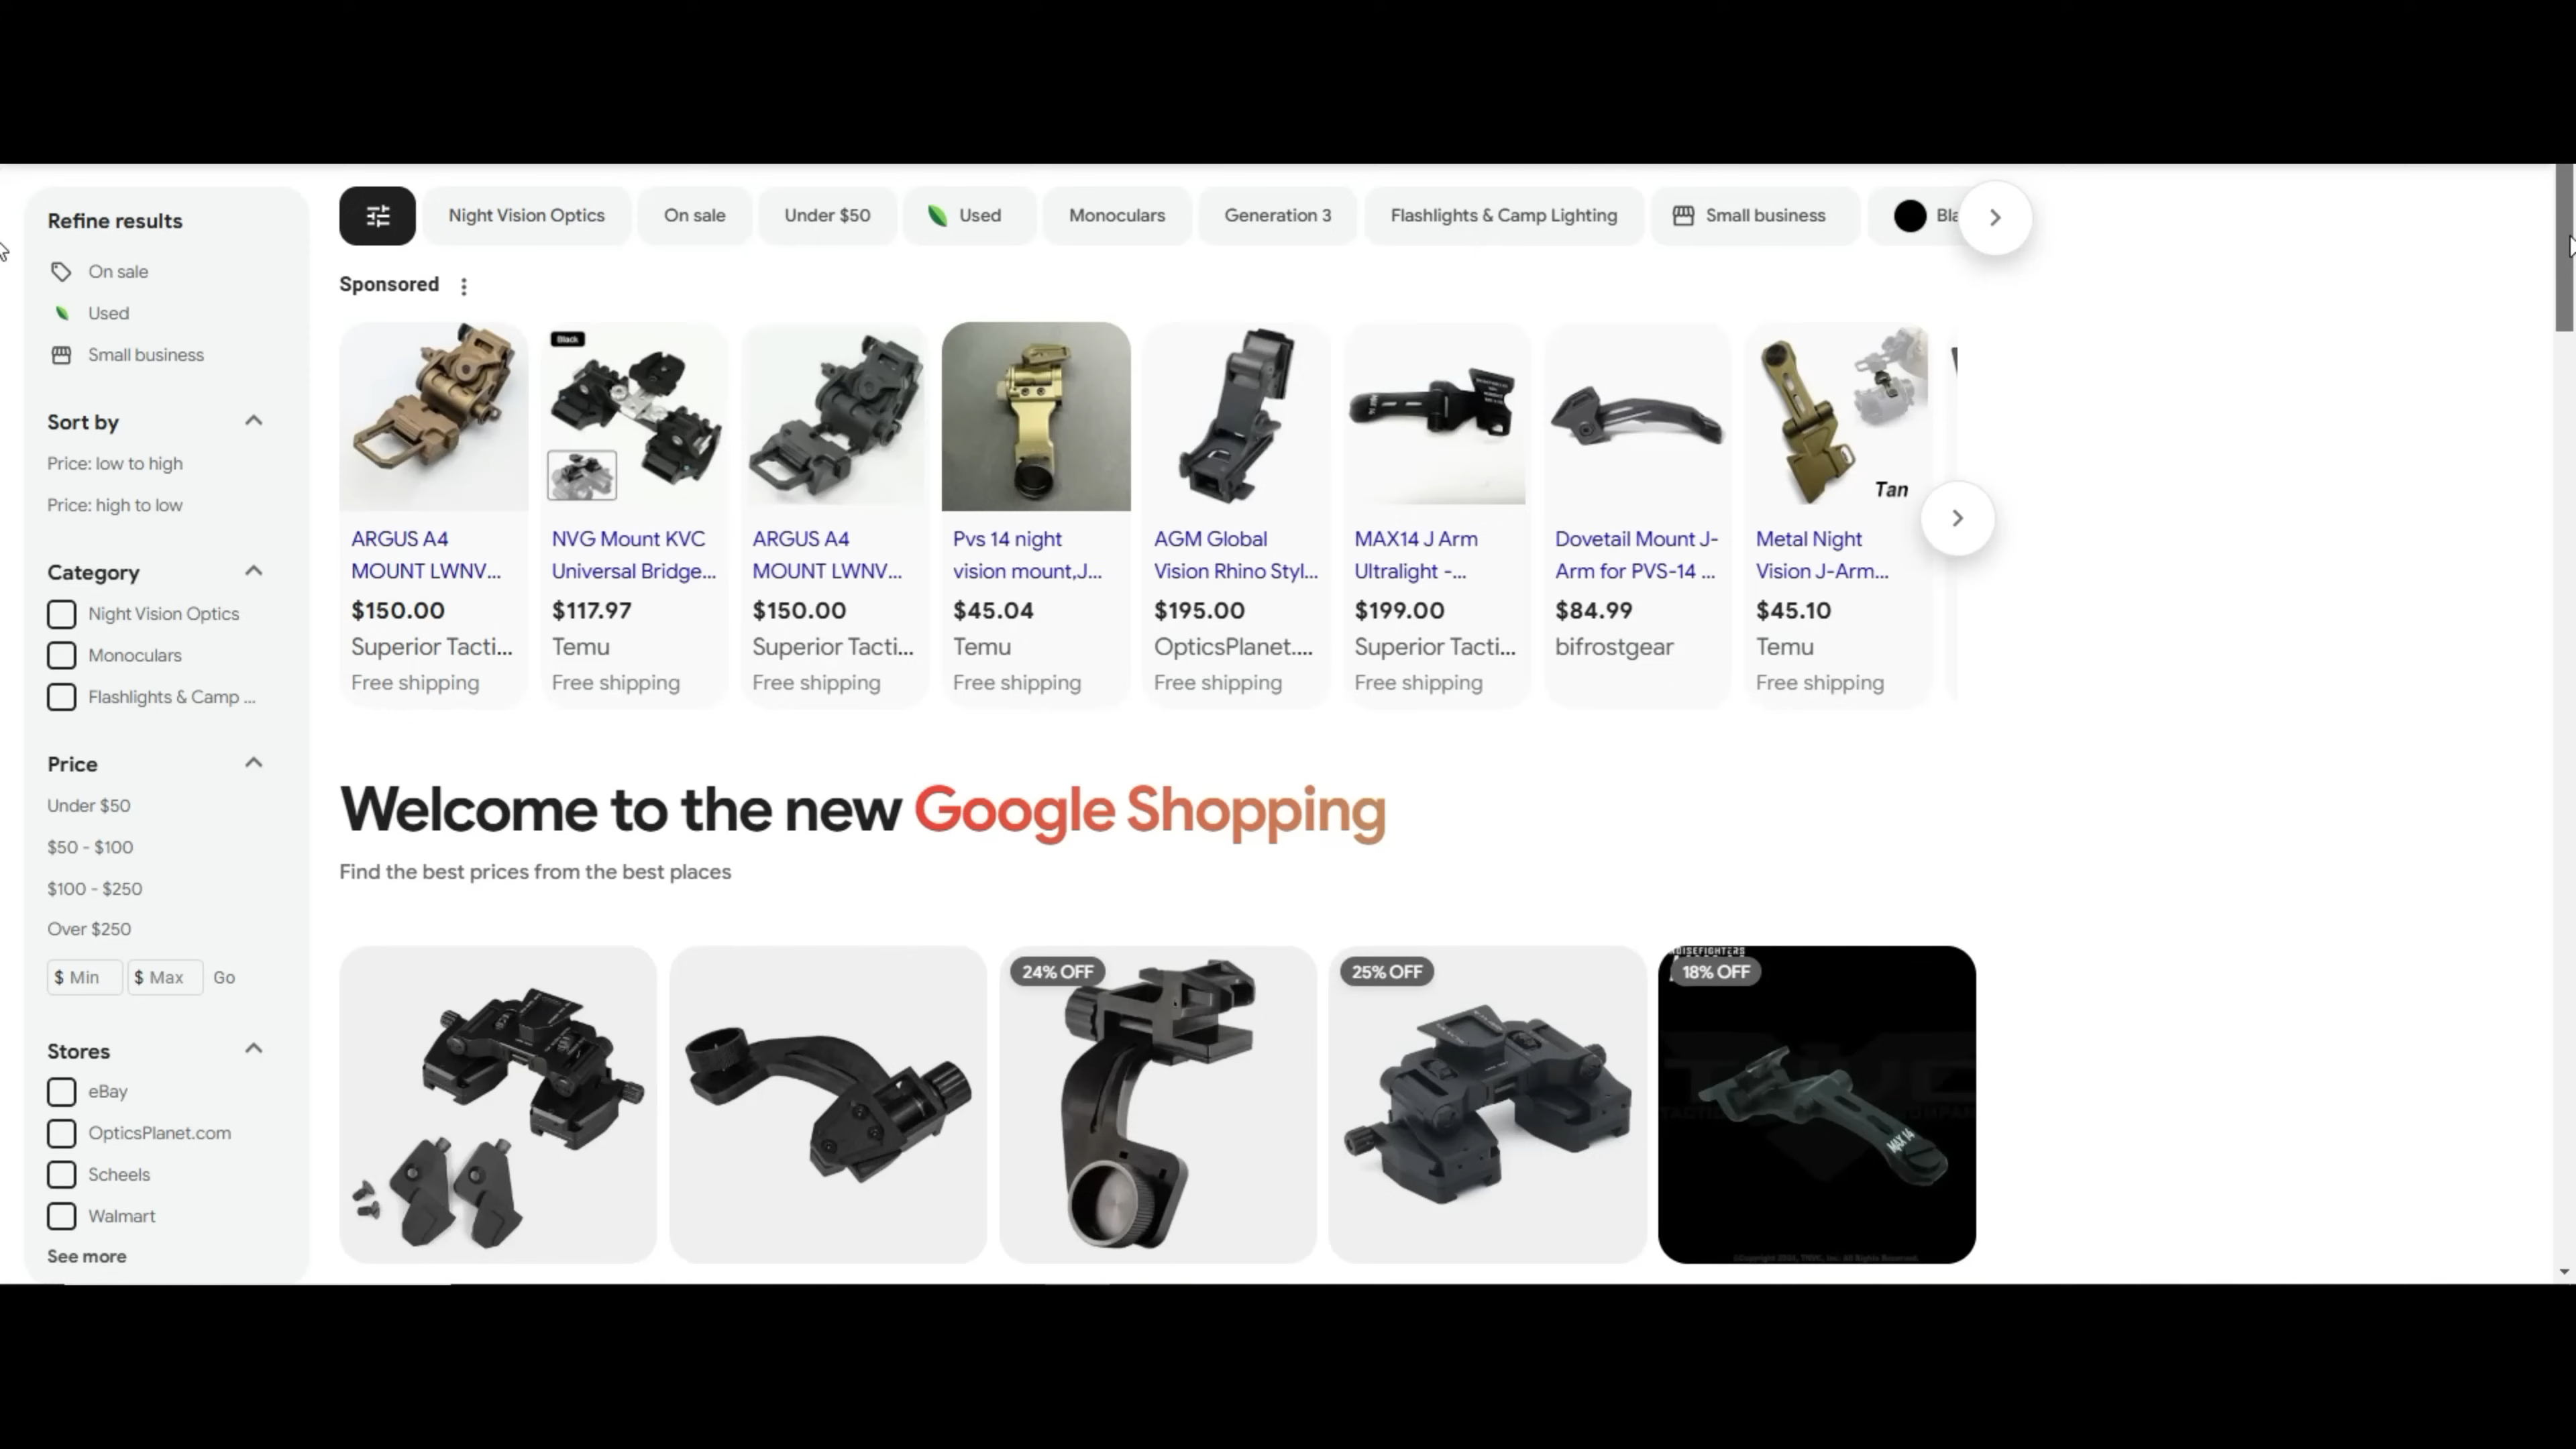 Refine results
On sale
Used
Small business
Sort by
Price: low to high
Price: high to low
Category
Night Vision Optics
Monoculars
Flashlights & Camp ...
Price
Under $50
$50 - $100
$100 - $250
Over $250
$ Min $ Max Go
Stores
eBay
OpticsPlanet.com
Scheels
Walmart
See more
Night Vision Optics On sale Under $50 Used Monoculars Generation 3 Flashlights & Camp Lighting Small business Bla
Sponsored
Black
Tan
ARGUS A4
MOUNT LWNV...
$150.00
Superior Tacti...
Free shipping
NVG Mount KVC
Universal Bridge...
$117.97
Temu
Free shipping
ARGUS A4
MOUNT LWNV...
$150.00
Superior Tacti...
Free shipping
Pvs 14 night
vision mount,J...
$45.04
Temu
Free shipping
AGM Global
Vision Rhino Styl...
$195.00
OpticsPlanet....
Free shipping
MAX14 J Arm
Ultralight -...
$199.00
Superior Tacti...
Free shipping
Dovetail Mount J-
Arm for PVS-14 ...
$84.99
bifrostgear
Metal Night
Vision J-Arm...
$45.10
Temu
Free shipping
Welcome to the new Google Shopping
Find the best prices from the best places
24% OFF
25% OFF
18% OFF
MAX 14